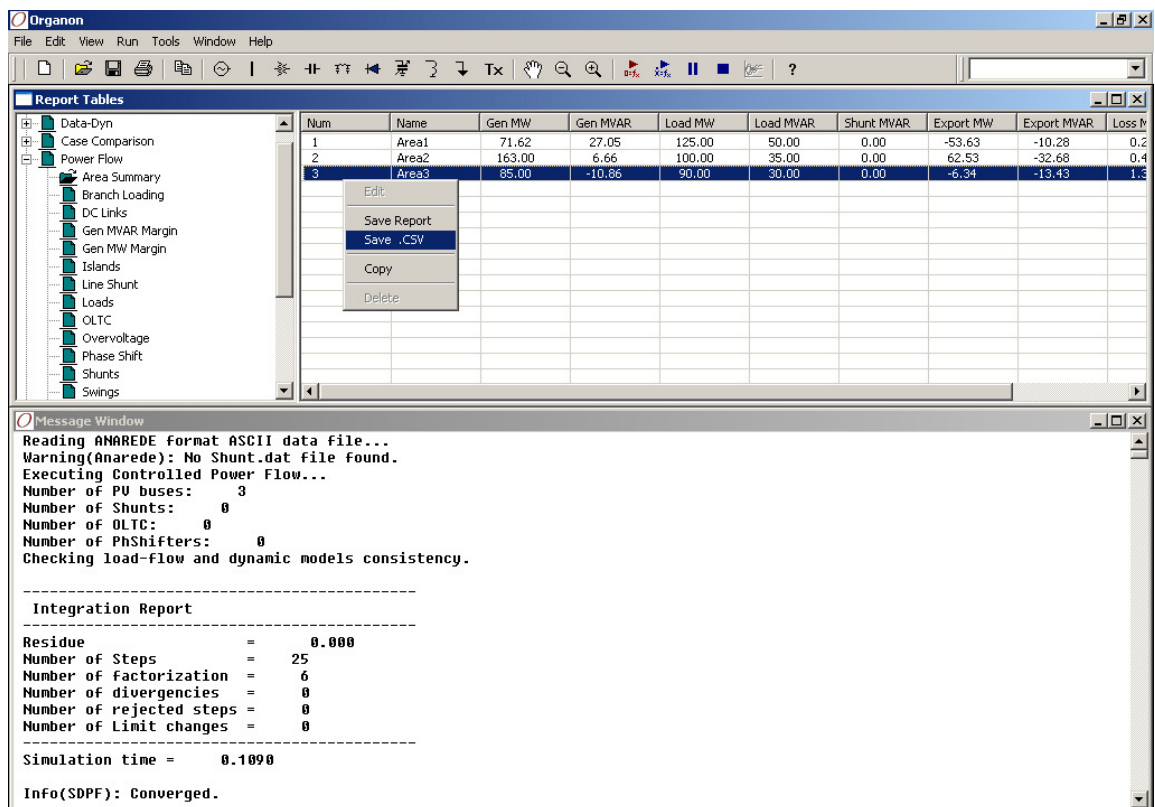 Organon
File Edit View Run Tools Window Help
Tx ?
Report Tables
Data-Dyn
Case Comparison
Power Flow
Area Summary
Branch Loading
DC Links
Gen MVAR Margin
Gen MW Margin
Islands
Line Shunt
Loads
OLTC
Overvoltage
Phase Shift
Shunts
Swings
Num Name Gen MW Gen MVAR Load MW Load MVAR Shunt MVAR Export MW Export MVAR Loss M
1 Area1 71.62 27.05 125.00 50.00 0.00 -53.63 -10.28 0.2
2 Area2 163.00 6.66 100.00 35.00 0.00 62.53 -32.68 0.4
3 Area3 85.00 -10.86 90.00 30.00 0.00 -6.34 -13.43 1.3
Edit
Save Report
Save .CSV
Copy
Delete
Message Window
Reading ANAREDE format ASCII data file...
Warning(Anarede): No Shunt.dat file found.
Executing Controlled Power Flow...
Number of PV buses: 3
Number of Shunts: 0
Number of OLTC: 0
Number of PhShifters: 0
Checking load-flow and dynamic models consistency.
--------------------------------------------
Integration Report
--------------------------------------------
Residue = 0.000
Number of Steps = 25
Number of factorization = 6
Number of divergencies = 0
Number of rejected steps = 0
Number of Limit changes = 0
--------------------------------------------
Simulation time = 0.1090
Info(SDPF): Converged.